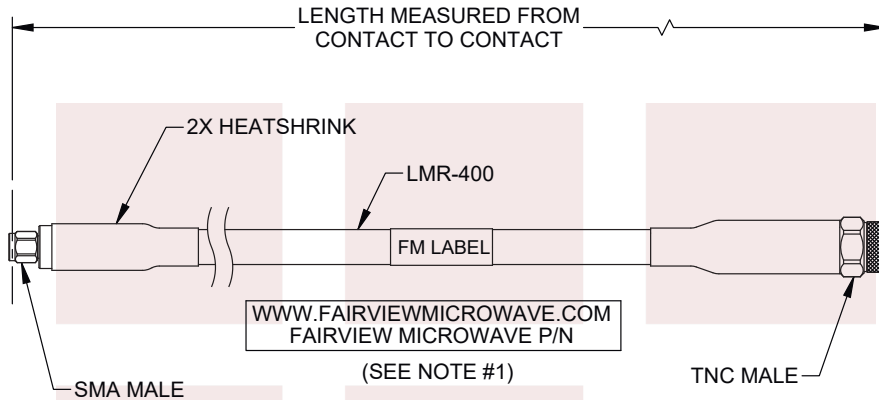 LENGTH MEASURED FROM
CONTACT TO CONTACT
2X HEATSHRINK
LMR-400
FM LABEL
WWW.FAIRVIEWMICROWAVE.COM
FAIRVIEW MICROWAVE P/N
(SEE NOTE #1)
SMA MALE
TNC MALE